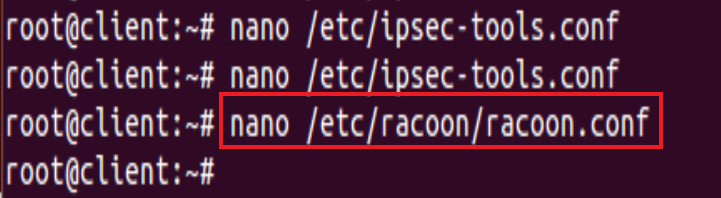 root@client:~# nano /etc/ipsec-tools.conf
root@client:~# nano /etc/ipsec-tools.conf
root@client:~# nano /etc/racoon/racoon.conf
root@client:~#